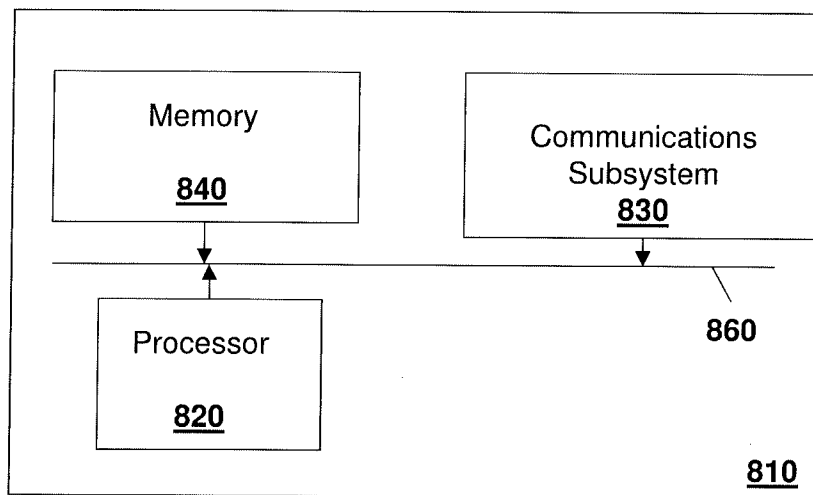 Memory
840
Communications
Subsystem
830
860
Processor
820
810